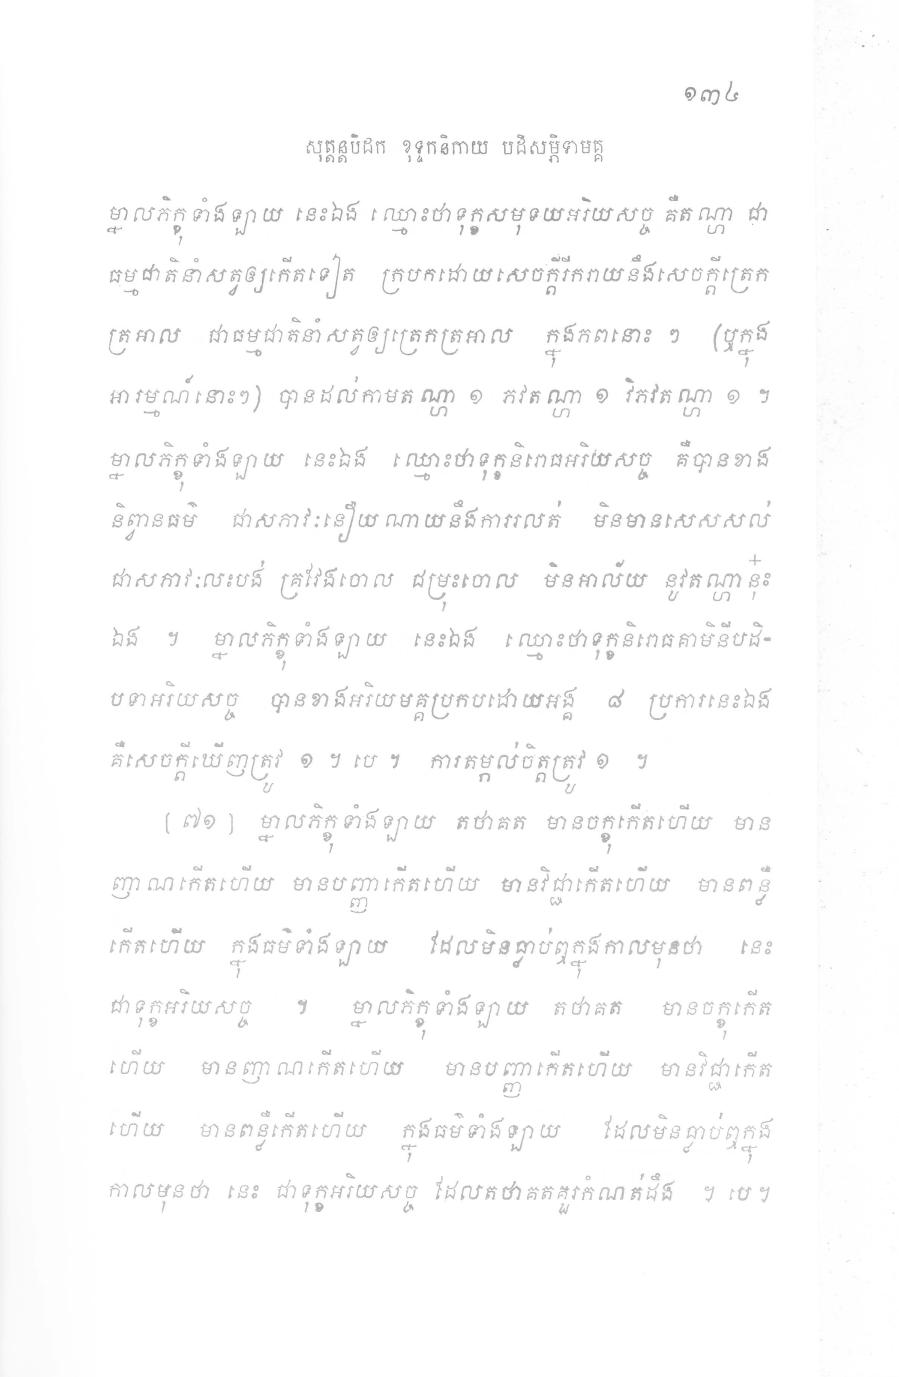 ១៣៤
សុត្តន្តបិដក ខុទ្ទកនិកាយ បដិសម្ភិទាមគ្គ
ម្នាលភិក្ខុទាំងឡាយ នេះឯង ឈ្មោះថាទុក្ខសមុទយអរិយសច្ច គឺតណ្ហា ជា
ធម្មជាតិនាំសត្វឲ្យកើតទៀត ក្របកដោយសេចក្តីរីករាយនឹងសេចក្តីត្រេក
ត្រអាល ជាធម្មជាតិនាំសត្វឲ្យត្រេកត្រអាល ក្នុងភពនោះ ៗ (ឬក្នុង
អារម្មណ៍នោះៗ) បានដល់កាមតណ្ហា ១ ភវតណ្ហា ១ វិភវតណ្ហា ១ ។
ម្នាលភិក្ខុទាំងឡាយ នេះឯង ឈ្មោះថាទុក្ខនិរោធអរិយសច្ច គឺបានខាង
និព្វានធម៌ ជាសភាវៈនឿយណាយនឹងការរលត់ មិនមានសេសសល់
ជាសភាវៈលះបង់ គ្រវែងចោល ជម្រុះចោល មិនអាល័យ នូវតណ្ហានុ៎ះ
ឯង ។ ម្នាលភិក្ខុទាំងឡាយ នេះឯង ឈ្មោះថាទុក្ខនិរោធគាមិនីបដិ-
បទាអរិយសច្ច បានខាងអរិយមគ្គប្រកបដោយអង្គ ៨ ប្រការនេះឯង
គឺសេចក្តីឃើញត្រូវ ១ ។ បេ ។ ការតម្កល់ចិត្តត្រូវ ១ ។
[ ៧១ ] ម្នាលភិក្ខុទាំងឡាយ តថាគត មានចក្ខុកើតហើយ មាន
ញាណកើតហើយ មានបញ្ញាកើតហើយ មានវិជ្ជាកើតហើយ មានពន្លឺ
កើតហើយ ក្នុងធម៌ទាំងឡាយ ដែលមិនធ្លាប់ឮក្នុងកាលមុនថា នេះ
ជាទុក្ខអរិយសច្ច ។ ម្នាលភិក្ខុទាំងឡាយ តថាគត មានចក្ខុកើត
ហើយ មានញាណកើតហើយ មានបញ្ញាកើតហើយ មានវិជ្ជាកើត
ហើយ មានពន្លឺកើតហើយ ក្នុងធម៌ទាំងឡាយ ដែលមិនធ្លាប់ឮក្នុង
កាលមុនថា នេះ ជាទុក្ខអរិយសច្ច ដែលតថាគតគួរកំណត់ដឹង ។ បេ ។